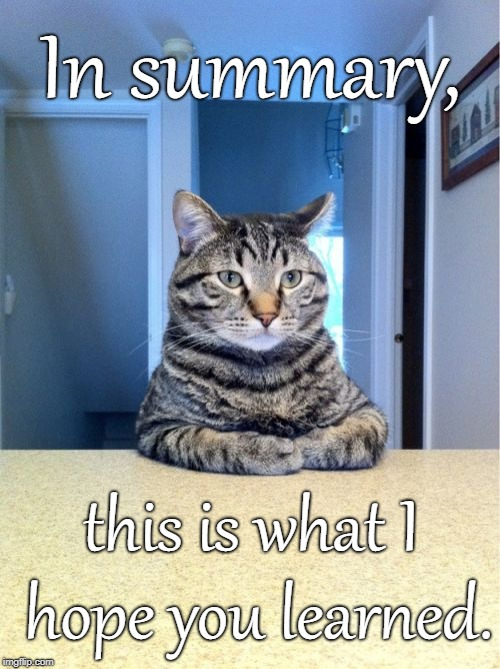 In summary,
this is what I
hope you learned.
imgflip.com